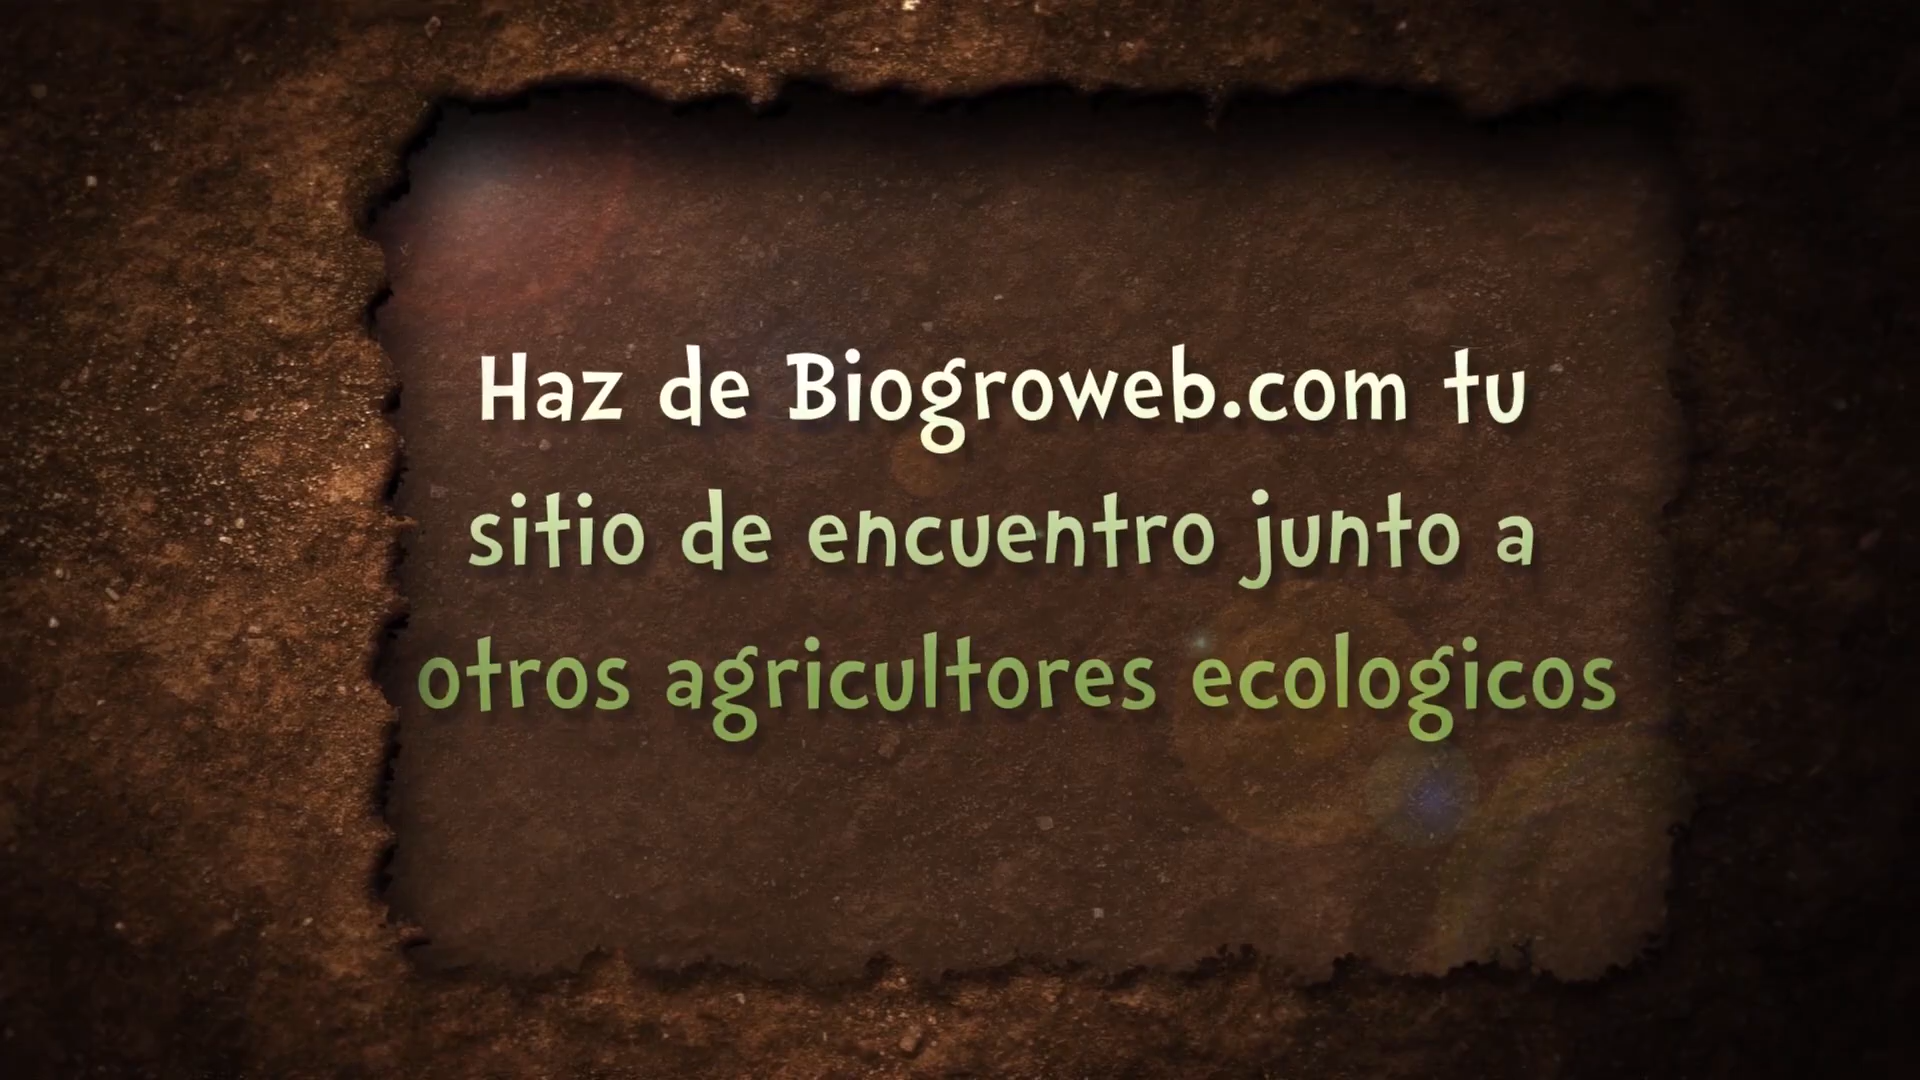 Haz de Biogroweb.com tu
sitio de encuentro junto a
otros agricultores ecologicos